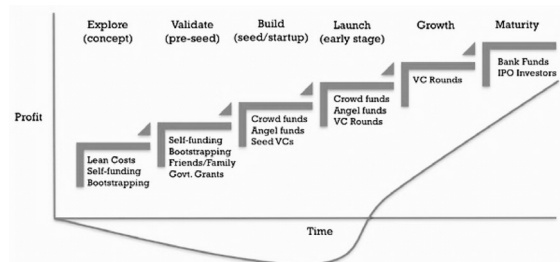 Explore
(concept)
Validate
(pre-seed)
Build
(seed/startup)
Launch
(early stage)
Growth
Maturity
Profit
Lean Costs
Self-funding
Bootstrapping
Self-funding
Bootstrapping
Friends/Family
Govt. Grants
Crowd funds
Angel funds
Seed VCs
Crowd funds
Angel funds
VC Rounds
VC Rounds
Bank Funds
IPO Investors
Time